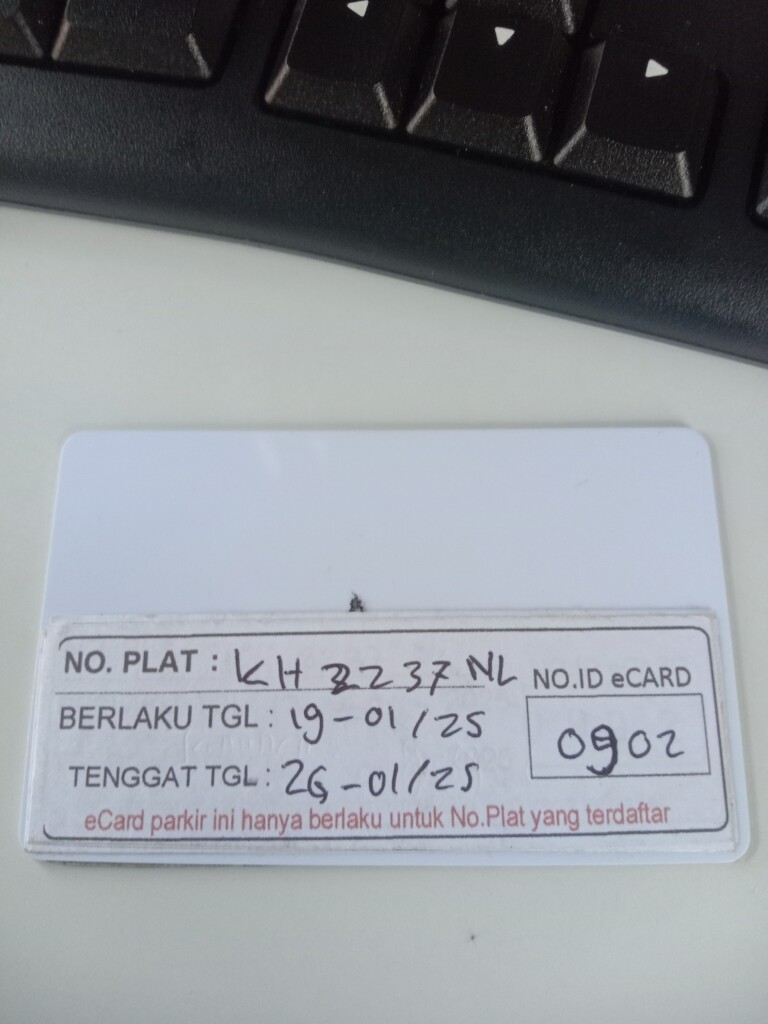 NO. PLAT : KH 2237 NL
NO.ID eCARD
BERLAKU TGL : 19-01/25
0902
TENGGAT TGL : 26-01/25
eCard parkir ini hanya berlaku untuk No.Plat yang terdaftar